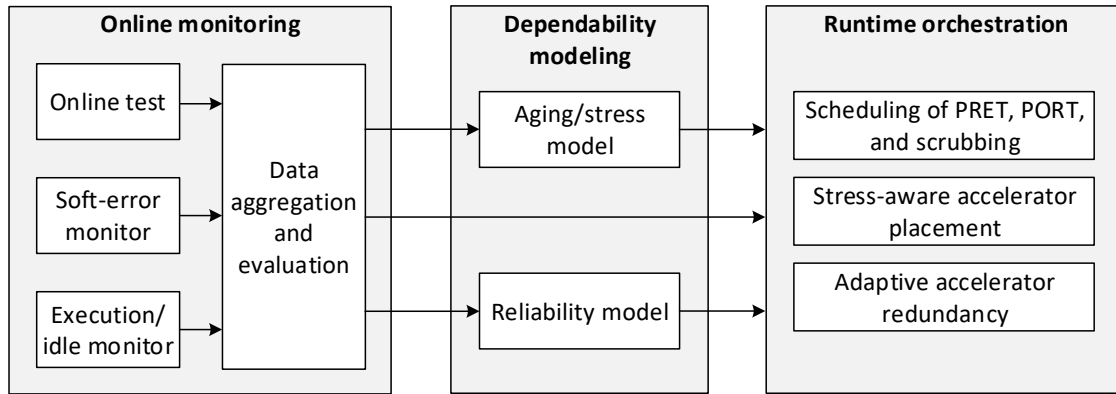 Online monitoring
Online test
Soft-error
monitor
Execution/
idle monitor
Data
aggregation
and
evaluation
Dependability
modeling
Aging/stress
model
Reliability model
Runtime orchestration
Scheduling of PRET, PORT,
and scrubbing
Stress-aware accelerator
placement
Adaptive accelerator
redundancy